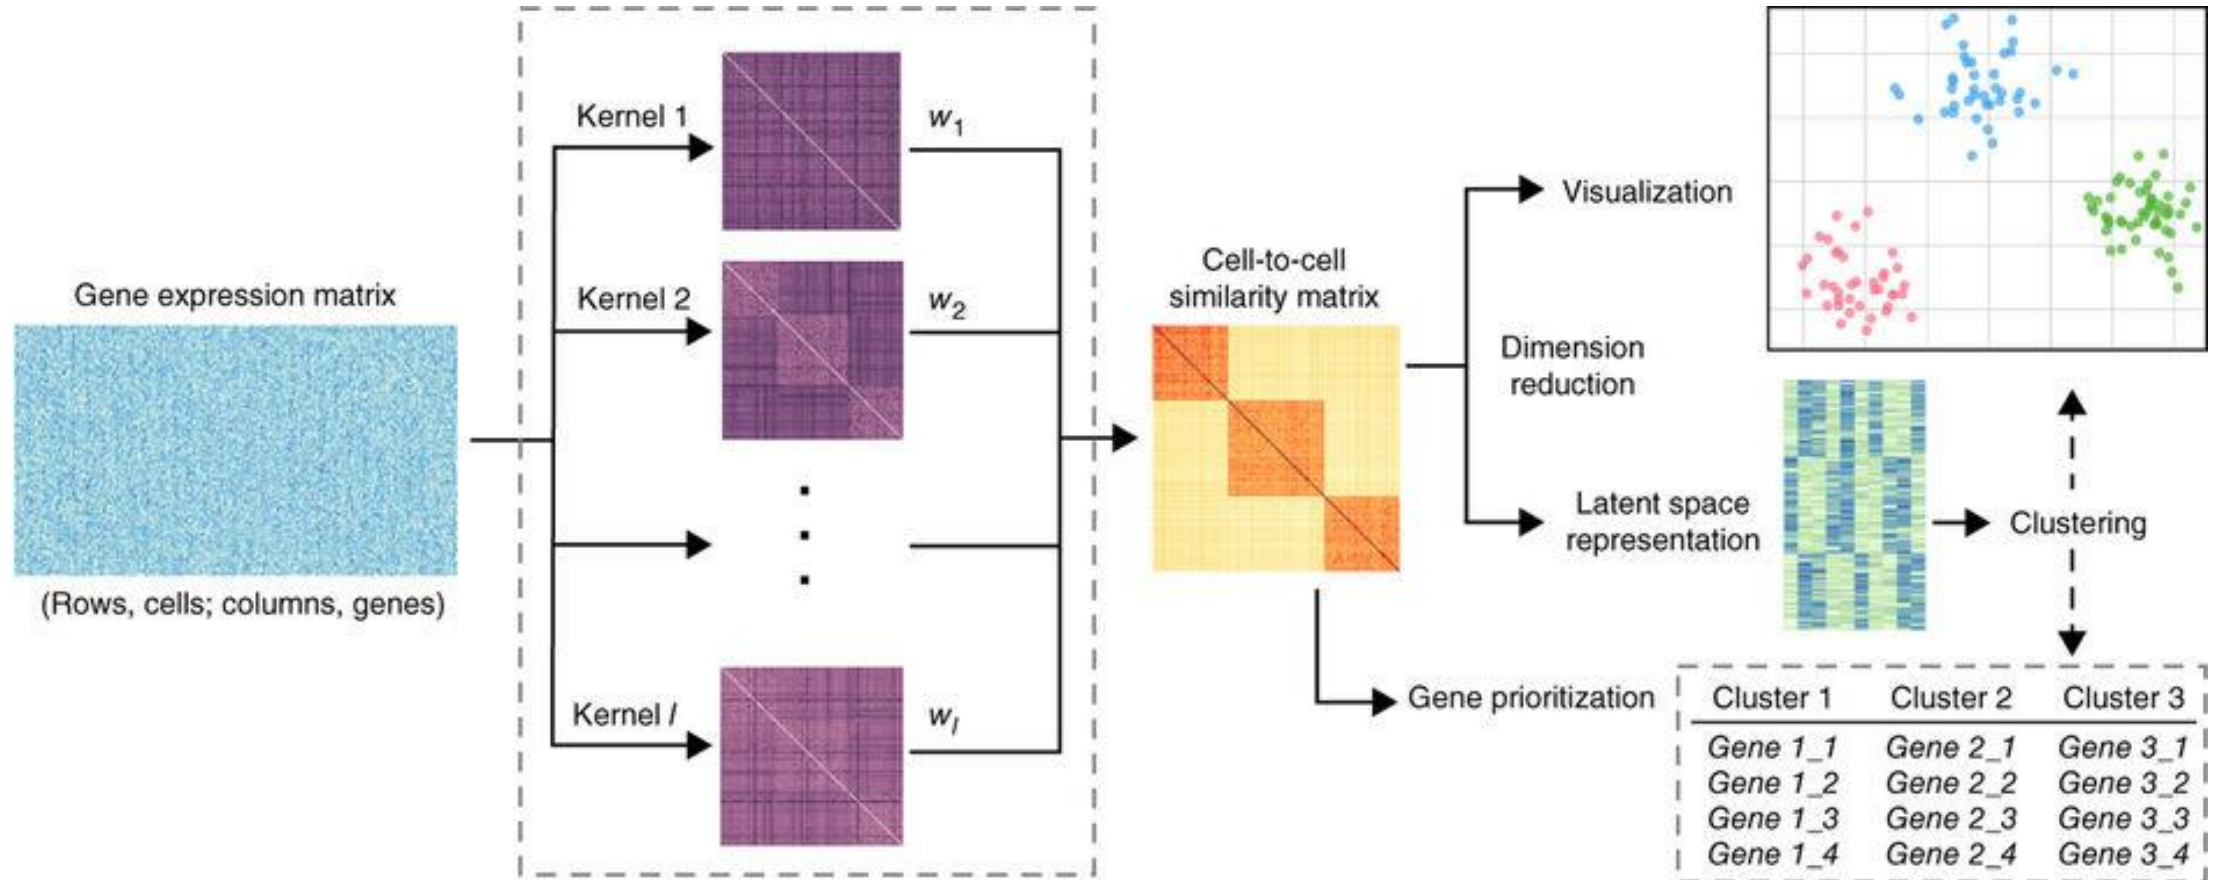 Gene expression matrix
(Rows, cells; columns, genes)
Kernel 1
w1
Kernel 2
w2
Kernel l
wl
Cell-to-cell
similarity matrix
Visualization
Dimension
reduction
Latent space
representation
Clustering
Gene prioritization
Cluster 1 Cluster 2 Cluster 3
Gene 1_1 Gene 2_1 Gene 3_1
Gene 1_2 Gene 2_2 Gene 3_2
Gene 1_3 Gene 2_3 Gene 3_3
Gene 1_4 Gene 2_4 Gene 3_4